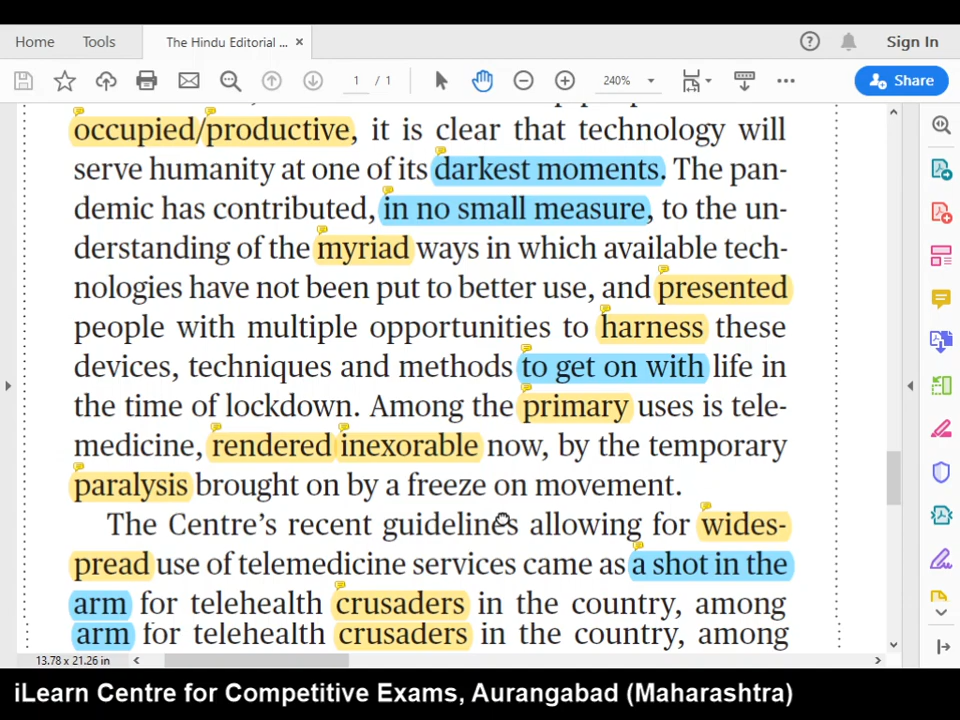 Home
Tools
The Hindu Editorial ...
Sign In
1 / 1
240%
Share
occupied/productive, it is clear that technology will
serve humanity at one of its darkest moments. The pan-
demic has contributed, in no small measure, to the un-
derstanding of the myriad ways in which available tech-
nologies have not been put to better use, and presented
people with multiple opportunities to harness these
devices, techniques and methods to get on with life in
the time of lockdown. Among the primary uses is tele-
medicine, rendered inexorable now, by the temporary
paralysis brought on by a freeze on movement.
The Centre's recent guidelines allowing for wides-
pread use of telemedicine services came as a shot in the
arm for telehealth crusaders in the country, among
arm for telehealth crusaders in the country, among
13.78 x 21.26 in
iLearn Centre for Competitive Exams, Aurangabad (Maharashtra)